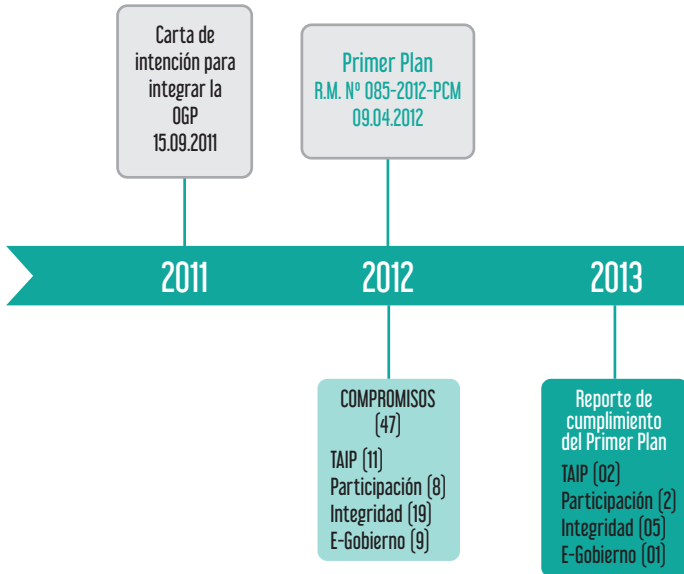 Carta de
intención para
integrar la
OGP
15.09.2011
Primer Plan
R.M. Nº 085-2012-PCM
09.04.2012
2011
2012
2013
COMPROMISOS
(47)
TAIP (11)
Participación (8)
Integridad (19)
E-Gobierno (9)
Reporte de
cumplimiento
del Primer Plan
TAIP (02)
Participación (2)
Integridad (05)
E-Gobierno (01)